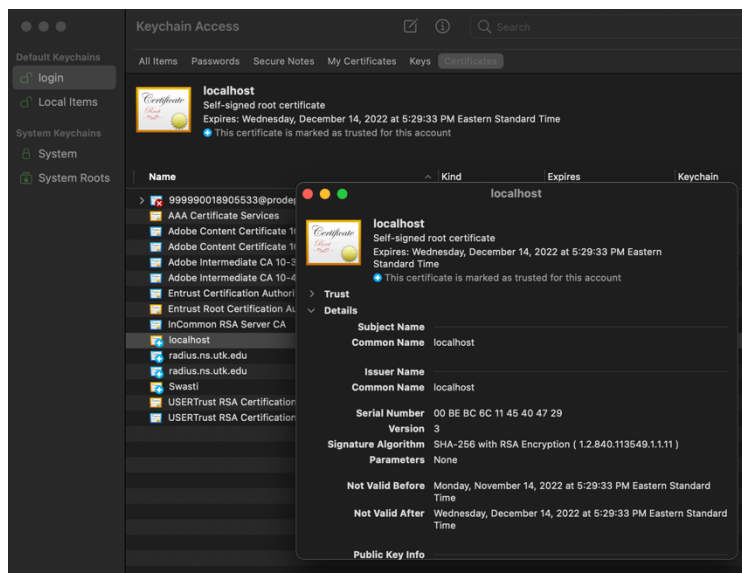 Keychain Access
Search
Default Keychains
login
Local Items
System Keychains
System
System Roots
All Items Passwords Secure Notes My Certificates Keys Certificates
Certificate
Root
localhost
Self-signed root certificate
Expires: Wednesday, December 14, 2022 at 5:29:33 PM Eastern Standard Time
This certificate is marked as trusted for this account
Name Kind Expires Keychain
999990018905533@prode
AAA Certificate Services
Adobe Content Certificate 1
Adobe Content Certificate 1
Adobe Intermediate CA 10-3
Adobe Intermediate CA 10-4
Entrust Certification Authori
Entrust Root Certification Au
InCommon RSA Server CA
localhost
radius.ns.utk.edu
radius.ns.utk.edu
Swasti
USERTrust RSA Certification
USERTrust RSA Certification
localhost
Certificate
Root
localhost
Self-signed root certificate
Expires: Wednesday, December 14, 2022 at 5:29:33 PM Eastern
Standard Time
This certificate is marked as trusted for this account
Trust
Details
Subject Name
Common Name localhost
Issuer Name
Common Name localhost
Serial Number 00 BE BC 6C 11 45 40 47 29
Version 3
Signature Algorithm SHA-256 with RSA Encryption ( 1.2.840.113549.1.1.11 )
Parameters None
Not Valid Before Monday, November 14, 2022 at 5:29:33 PM Eastern Standard
Time
Not Valid After Wednesday, December 14, 2022 at 5:29:33 PM Eastern Standard
Time
Public Key Info